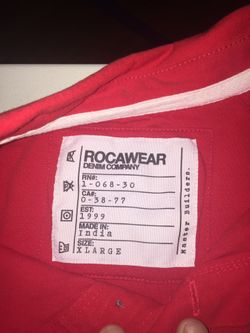 ROCAWEAR
DENIM COMPANY
RN#:
1-068-30
CA#:
0-38-77
EST:
1999
MADE IN:
India
SIZE:
XLARGE
Master Builders.